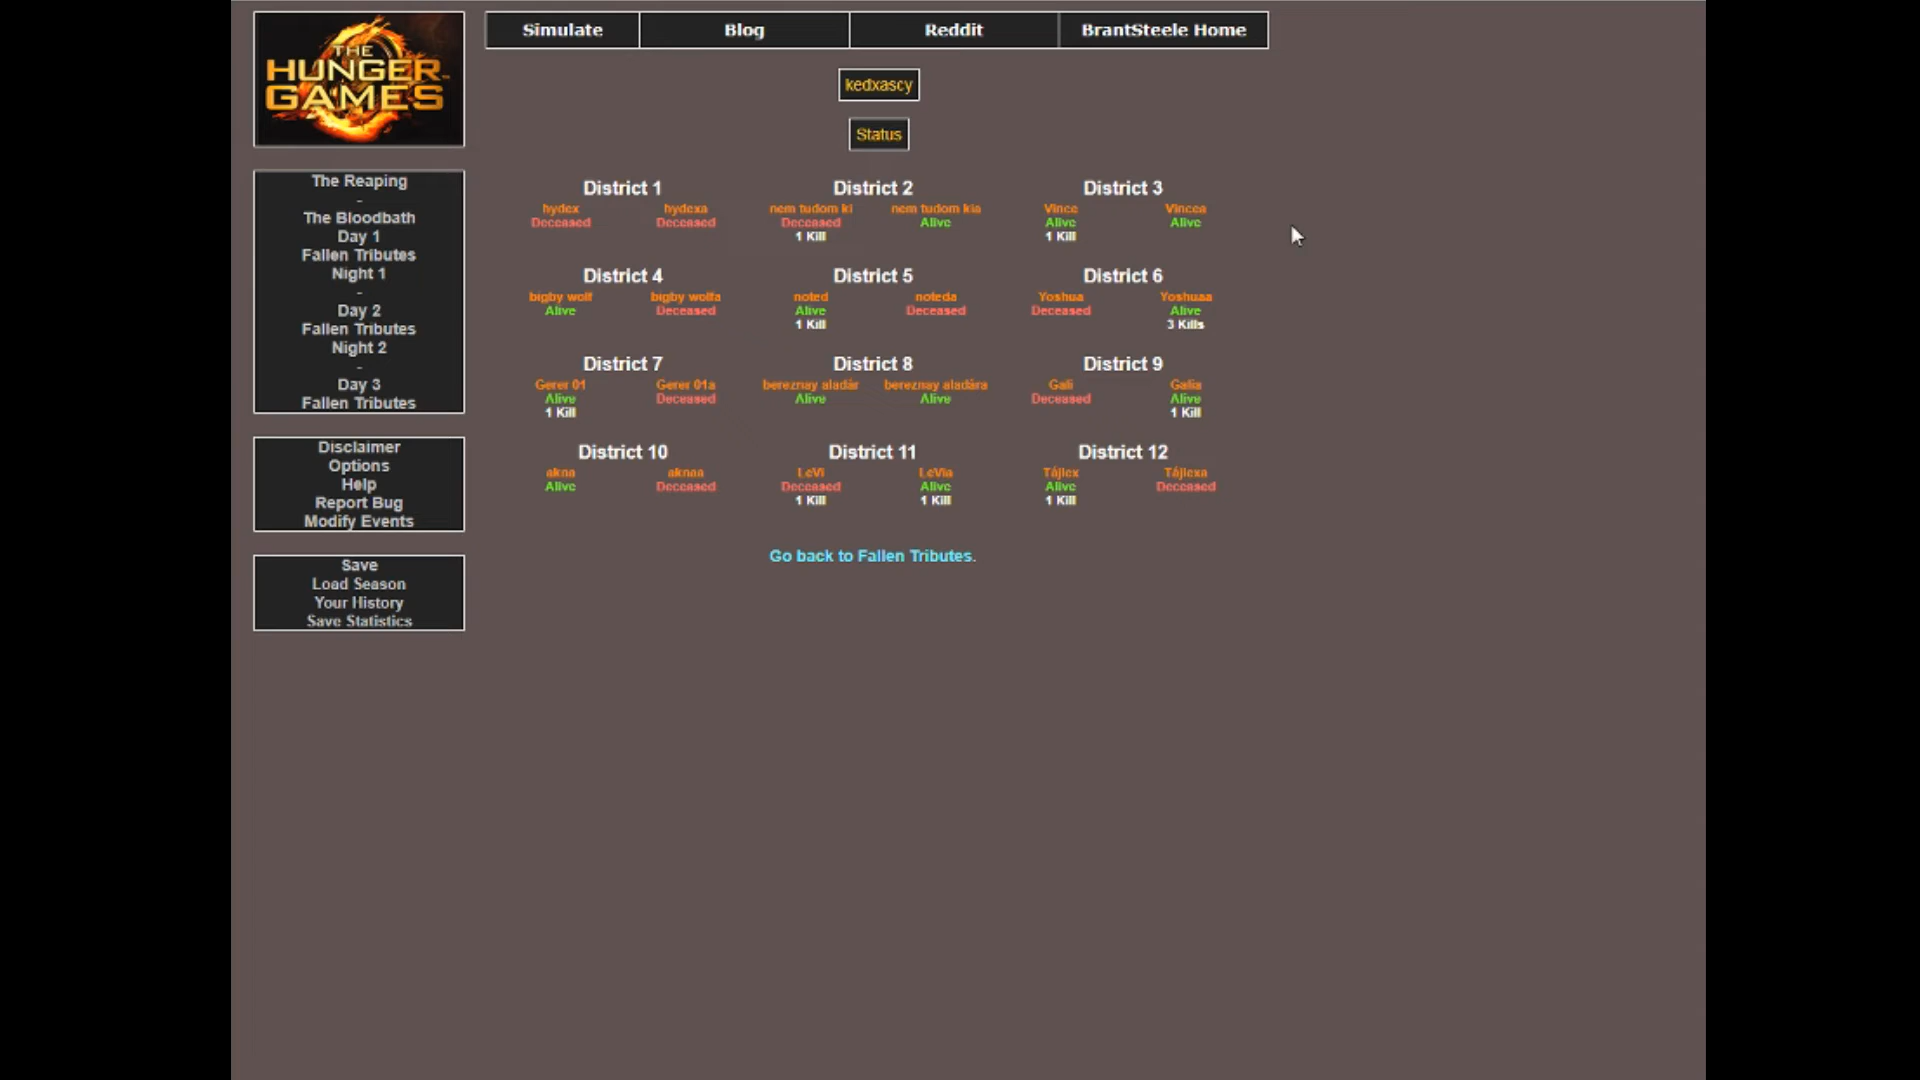 THE
HUNGER
GAMES
Simulate Blog Reddit BrantSteele Home
kedxascy
Status
The Reaping
-
The Bloodbath
Day 1
Fallen Tributes
Night 1
-
Day 2
Fallen Tributes
Night 2
-
Day 3
Fallen Tributes
Disclaimer
Options
Help
Report Bug
Modify Events
Save
Load Season
Your History
Save Statistics
District 1 District 2 District 3
hydex hydexa nem tudom ki nem tudom kia Vince Vincea
Deceased Deceased Deceased Alive Alive Alive
1 Kill 1 Kill
District 4 District 5 District 6
bigby wolf bigby wolfa noted noteda Yoshua Yoshuaa
Alive Deceased Alive Deceased Deceased Alive
1 Kill 3 Kills
District 7 District 8 District 9
Gerer 01 Gerer 01a bereznay aladár bereznay aladára Gali Galia
Alive Deceased Alive Alive Deceased Alive
1 Kill 1 Kill
District 10 District 11 District 12
akna aknaa LeVi LeVia Tájlex Tájlexa
Alive Deceased Deceased Alive Alive Deceased
1 Kill 1 Kill 1 Kill
Go back to Fallen Tributes.